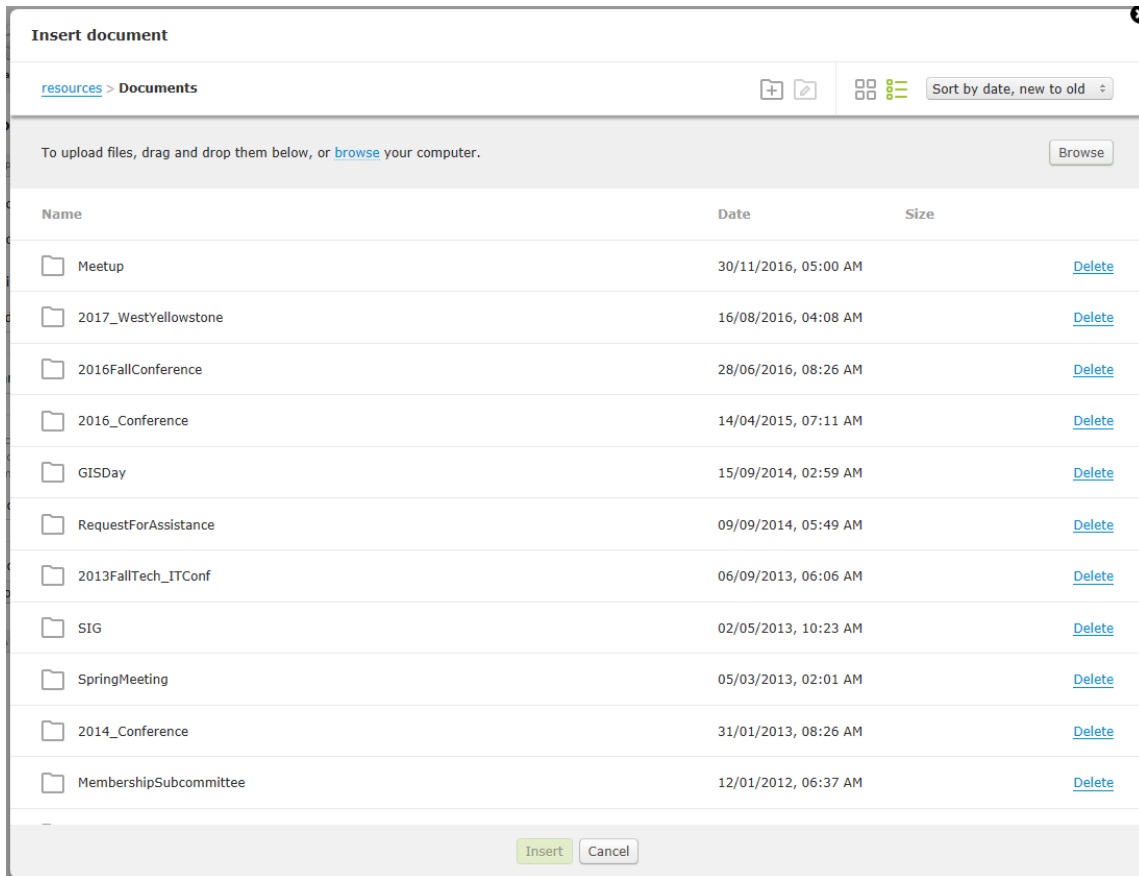 Insert document
resources > Documents
Sort by date, new to old
To upload files, drag and drop them below, or browse your computer.
Browse
Name Date Size
Meetup 30/11/2016, 05:00 AM Delete
2017_WestYellowstone 16/08/2016, 04:08 AM Delete
2016FallConference 28/06/2016, 08:26 AM Delete
2016_Conference 14/04/2015, 07:11 AM Delete
GISDay 15/09/2014, 02:59 AM Delete
RequestForAssistance 09/09/2014, 05:49 AM Delete
2013FallTech_ITConf 06/09/2013, 06:06 AM Delete
SIG 02/05/2013, 10:23 AM Delete
SpringMeeting 05/03/2013, 02:01 AM Delete
2014_Conference 31/01/2013, 08:26 AM Delete
MembershipSubcommittee 12/01/2012, 06:37 AM Delete
Insert Cancel